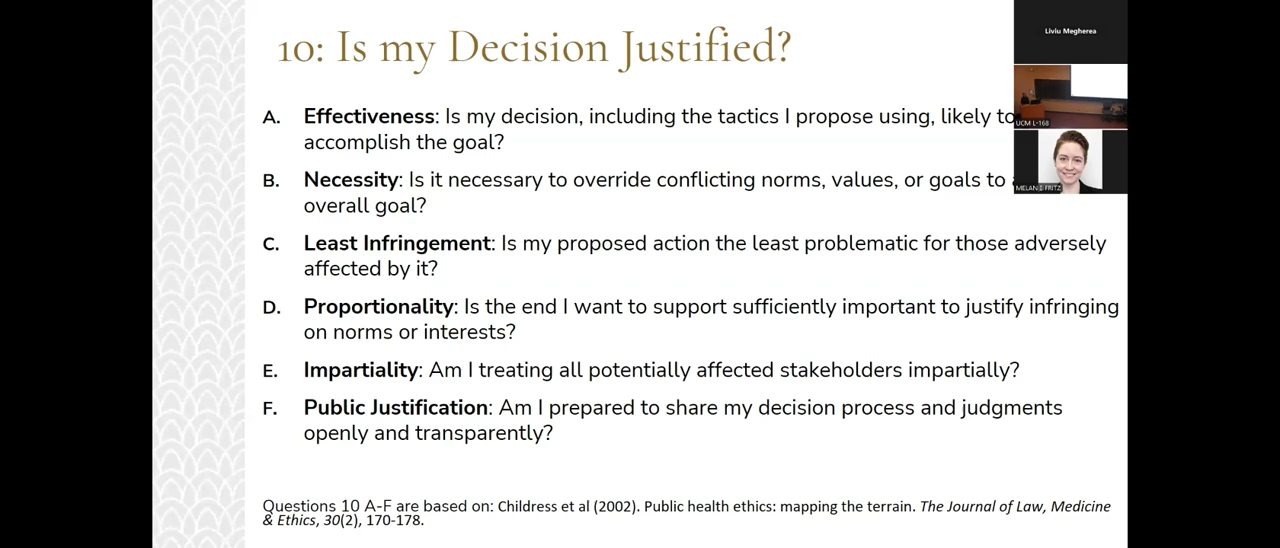 10: Is my Decision Justified?
Liviu Megherea
UCM L-168
A. Effectiveness: Is my decision, including the tactics I propose using, likely to
accomplish the goal?
B. Necessity: Is it necessary to override conflicting norms, values, or goals to
MELAN FRITZ
overall goal?
C. Least Infringement: Is my proposed action the least problematic for those adversely
affected by it?
D. Proportionality: Is the end I want to support sufficiently important to justify infringing
on norms or interests?
E. Impartiality: Am I treating all potentially affected stakeholders impartially?
F. Public Justification: Am I prepared to share my decision process and judgments
openly and transparently?
Questions 10 A-F are based on: Childress et al (2002). Public health ethics: mapping the terrain. The Journal of Law, Medicine
& Ethics, 30(2), 170-178.